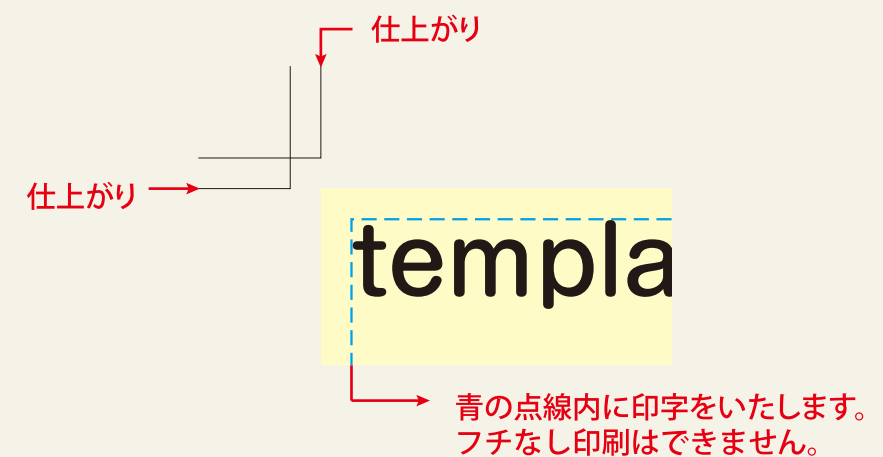 仕上がり
仕上がり
templa
青の点線内に印字をいたします。
フチなし印刷はできません。